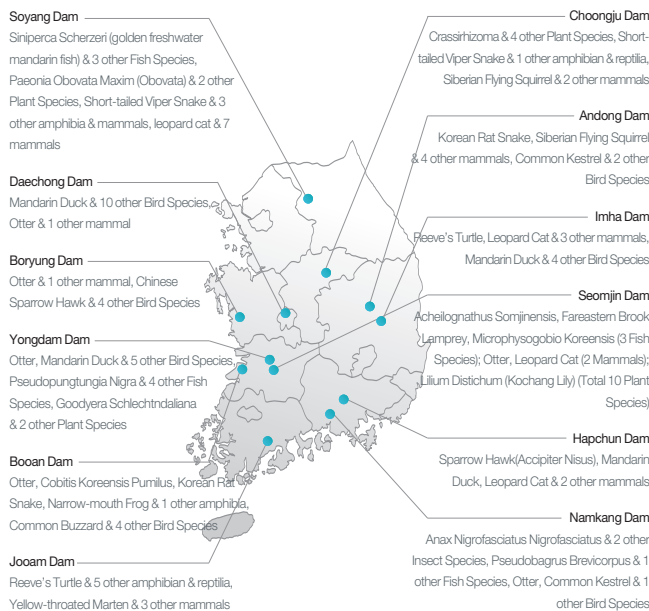 Soyang Dam
Siniperca Scherzeri (golden freshwater
mandarin fish) & 3 other Fish Species,
Paeonia Obovata Maxim (Obovata) & 2 other
Plant Species, Short-tailed Viper Snake & 3
other amphibia & mammals, leopard cat & 7
mammals
Daechong Dam
Mandarin Duck & 10 other Bird Species,
Otter & 1 other mammal
Boryung Dam
Otter & 1 other mammal, Chinese
Sparrow Hawk & 4 other Bird Species
Yongdam Dam
Otter, Mandarin Duck & 5 other Bird Species,
Pseudopungtungia Nigra & 4 other Fish
Species, Goodyera Schlechtndaliana
& 2 other Plant Species
Booan Dam
Otter, Cobitis Koreensis Pumilus, Korean Rat
Snake, Narrow-mouth Frog & 1 other amphibia,
Common Buzzard & 4 other Bird Species
Jooam Dam
Reeve's Turtle & 5 other amphibian & reptilia,
Yellow-throated Marten & 3 other mammals
Choongju Dam
Crassirhizoma & 4 other Plant Species, Short-
tailed Viper Snake & 1 other amphibian & reptilia,
Siberian Flying Squirrel & 2 other mammals
Andong Dam
Korean Rat Snake, Siberian Flying Squirrel
& 4 other mammals, Common Kestrel & 2 other
Bird Species
Imha Dam
Reeve's Turtle, Leopard Cat & 3 other mammals,
Mandarin Duck & 4 other Bird Species
Seomjin Dam
Acheilognathus Somjinensis, Fareastern Brook
Lamprey, Microphysogobio Koreensis (3 Fish
Species); Otter, Leopard Cat (2 Mammals);
Lilium Distichum (Kochang Lily) (Total 10 Plant
Species)
Hapchun Dam
Sparrow Hawk(Accipiter Nisus), Mandarin
Duck, Leopard Cat & 2 other mammals
Namkang Dam
Anax Nigrofasciatus Nigrofasciatus & 2 other
Insect Species, Pseudobagrus Brevicorpus & 1
other Fish Species, Otter, Common Kestrel & 1
other Bird Species